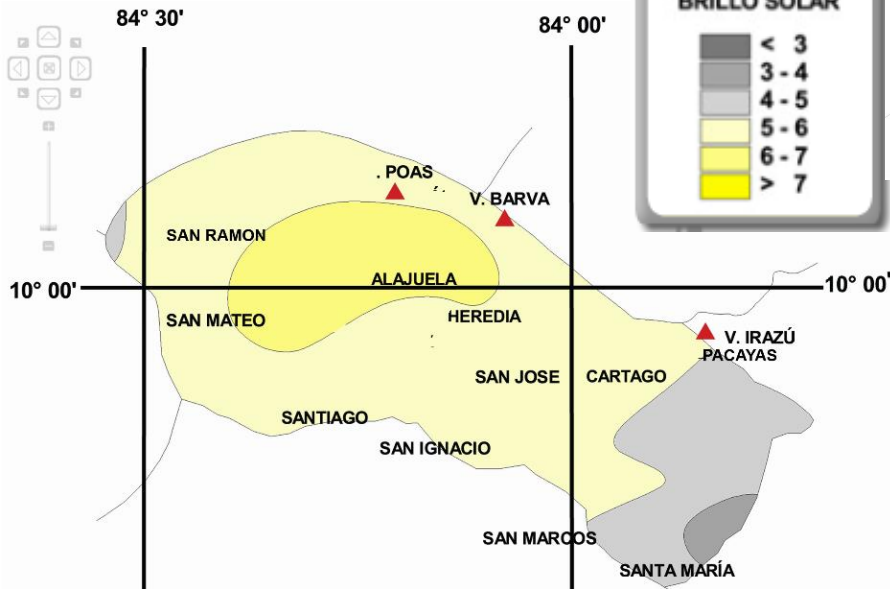 BRILLO SOLAR
< 3
3 - 4
4 - 5
5 - 6
6 - 7
> 7
84° 30'
84° 00'
. POAS
V. BARVA
SAN RAMON
ALAJUELA
10° 00'
10° 00'
SAN MATEO
HEREDIA
V. IRAZÚ
PACAYAS
SAN JOSE
CARTAGO
SANTIAGO
SAN IGNACIO
SAN MARCOS
SANTA MARÍA